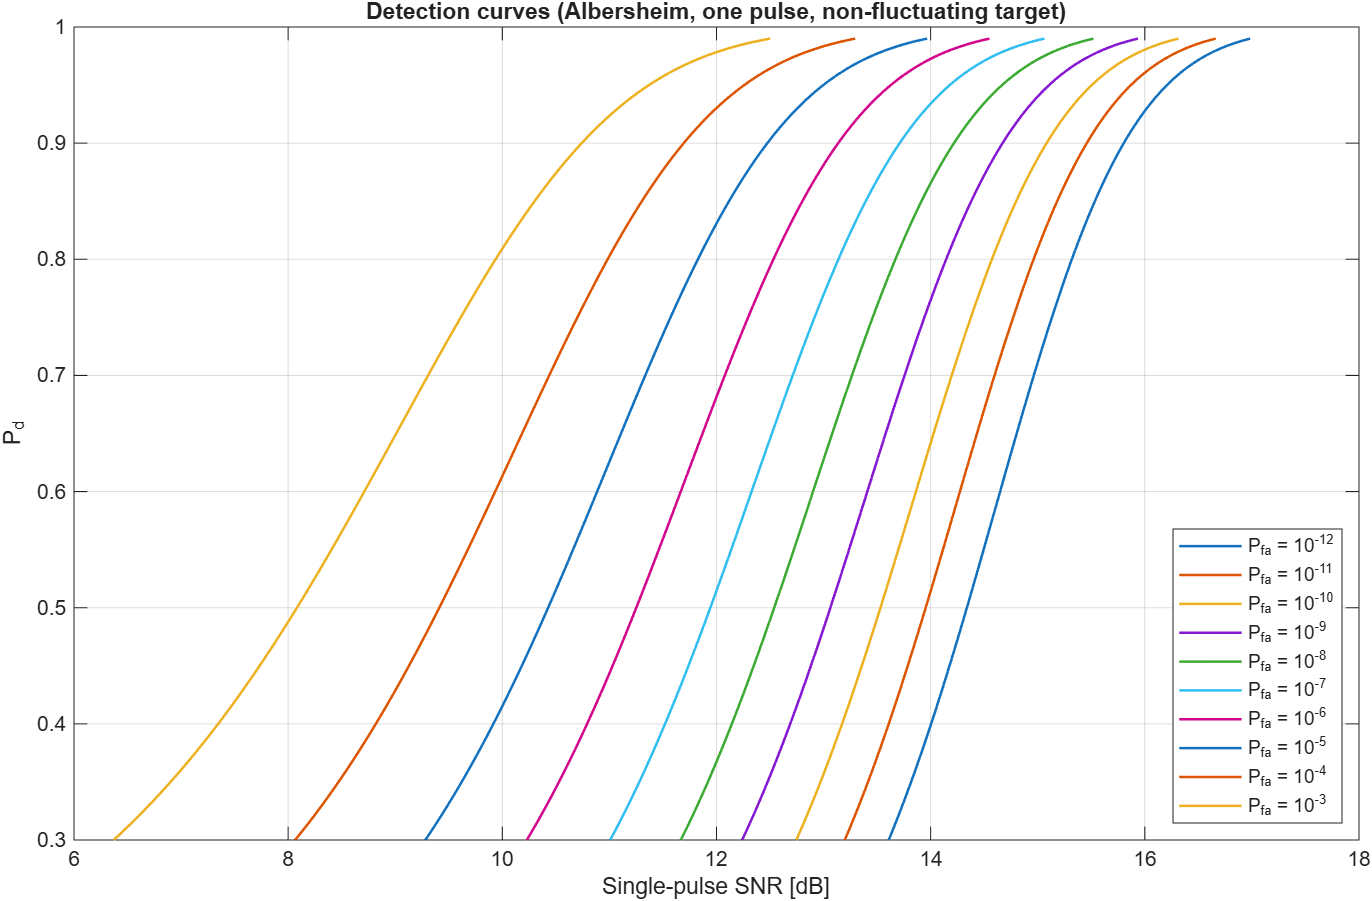 Detection curves (Albersheim, one pulse, non-fluctuating target)
1
0.9
0.8
0.7
0.6
0.5
0.4
0.3
P_d
6 8 10 12 14 16 18
Single-pulse SNR [dB]
P_fa = 10^-12
P_fa = 10^-11
P_fa = 10^-10
P_fa = 10^-9
P_fa = 10^-8
P_fa = 10^-7
P_fa = 10^-6
P_fa = 10^-5
P_fa = 10^-4
P_fa = 10^-3